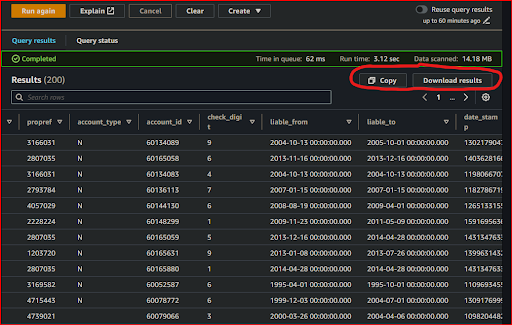 Run again Explain Cancel Clear Create Reuse query results
up to 60 minutes ago
Query results Query status
Completed Time in queue: 62 ms Run time: 3.12 sec Data scanned: 14.18 MB
Results (200) Copy Download results
Search rows 1 ...
propref account_type account_id check_digit liable_from liable_to date_stamp
3166031 N 60134089 9 2004-10-13 00:00:00.000 2005-10-01 00:00:00.000 1302179047
2807035 N 60165058 6 2013-11-16 00:00:00.000 2013-12-16 00:00:00.000 1403628160
3166031 N 60134083 4 2004-10-13 00:00:00.000 2004-10-13 00:00:00.000 1198066707
2793784 N 60136113 7 2007-01-15 00:00:00.000 2007-01-15 00:00:00.000 1182786719
4057029 N 60144130 6 2008-08-19 00:00:00.000 2009-04-01 00:00:00.000
2228224 N 60148299 1 2009-11-23 00:00:00.000 2011-05-09 00:00:00.000
2807035 N 60165059 5 2013-12-16 00:00:00.000 2014-04-28 00:00:00.000
1203720 N 60165631 9 2013-01-08 00:00:00.000 2013-07-26 00:00:00.000
2807035 N 60165880 1 2014-04-28 00:00:00.000 2014-04-28 00:00:00.000
3169582 N 60052587 6 1995-04-01 00:00:00.000 1995-10-01 00:00:00.000
4715443 N 60078772 6 1999-12-03 00:00:00.000 2004-07-01 00:00:00.000
4739021 N 60079066 3 2000-03-26 00:00:00.000 2004-04-06 00:00:00.000